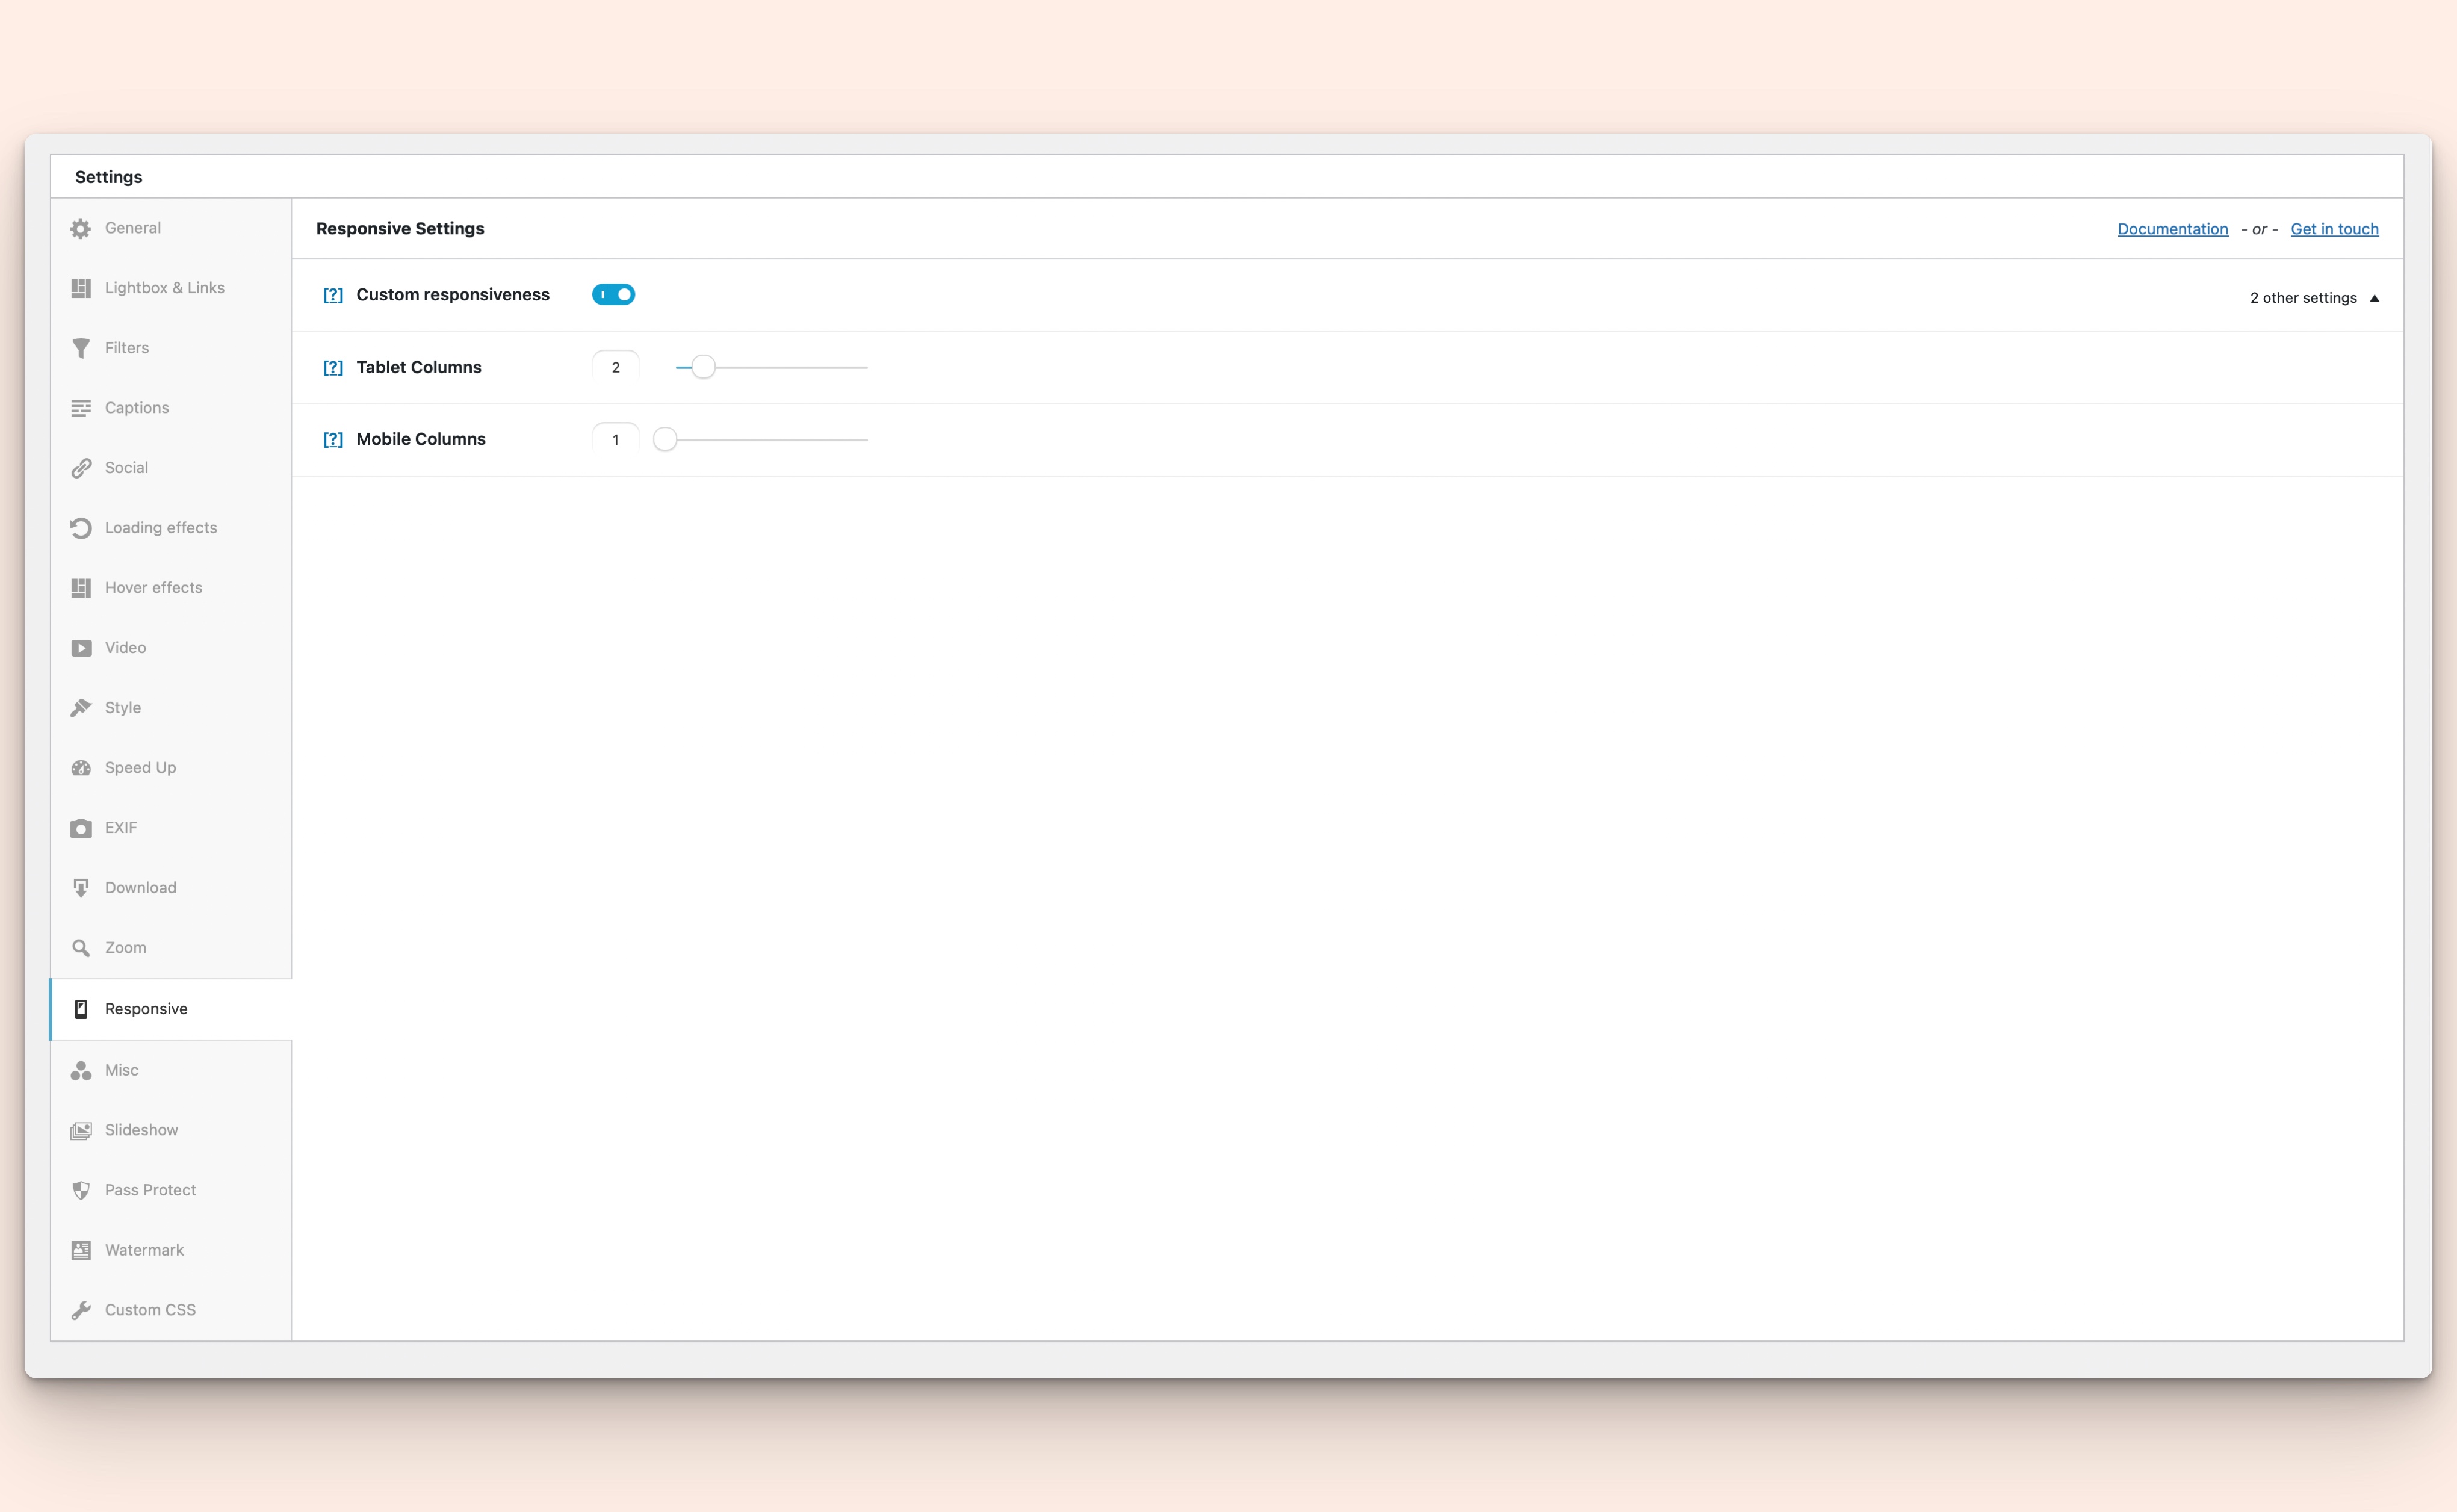 Settings
General
Lightbox & Links
Filters
Captions
Social
Loading effects
Hover effects
Video
Style
Speed Up
EXIF
Download
Zoom
Responsive
Misc
Slideshow
Pass Protect
Watermark
Custom CSS
Responsive Settings
Documentation - or - Get in touch
[?] Custom responsiveness
2 other settings
[?] Tablet Columns 2
[?] Mobile Columns 1